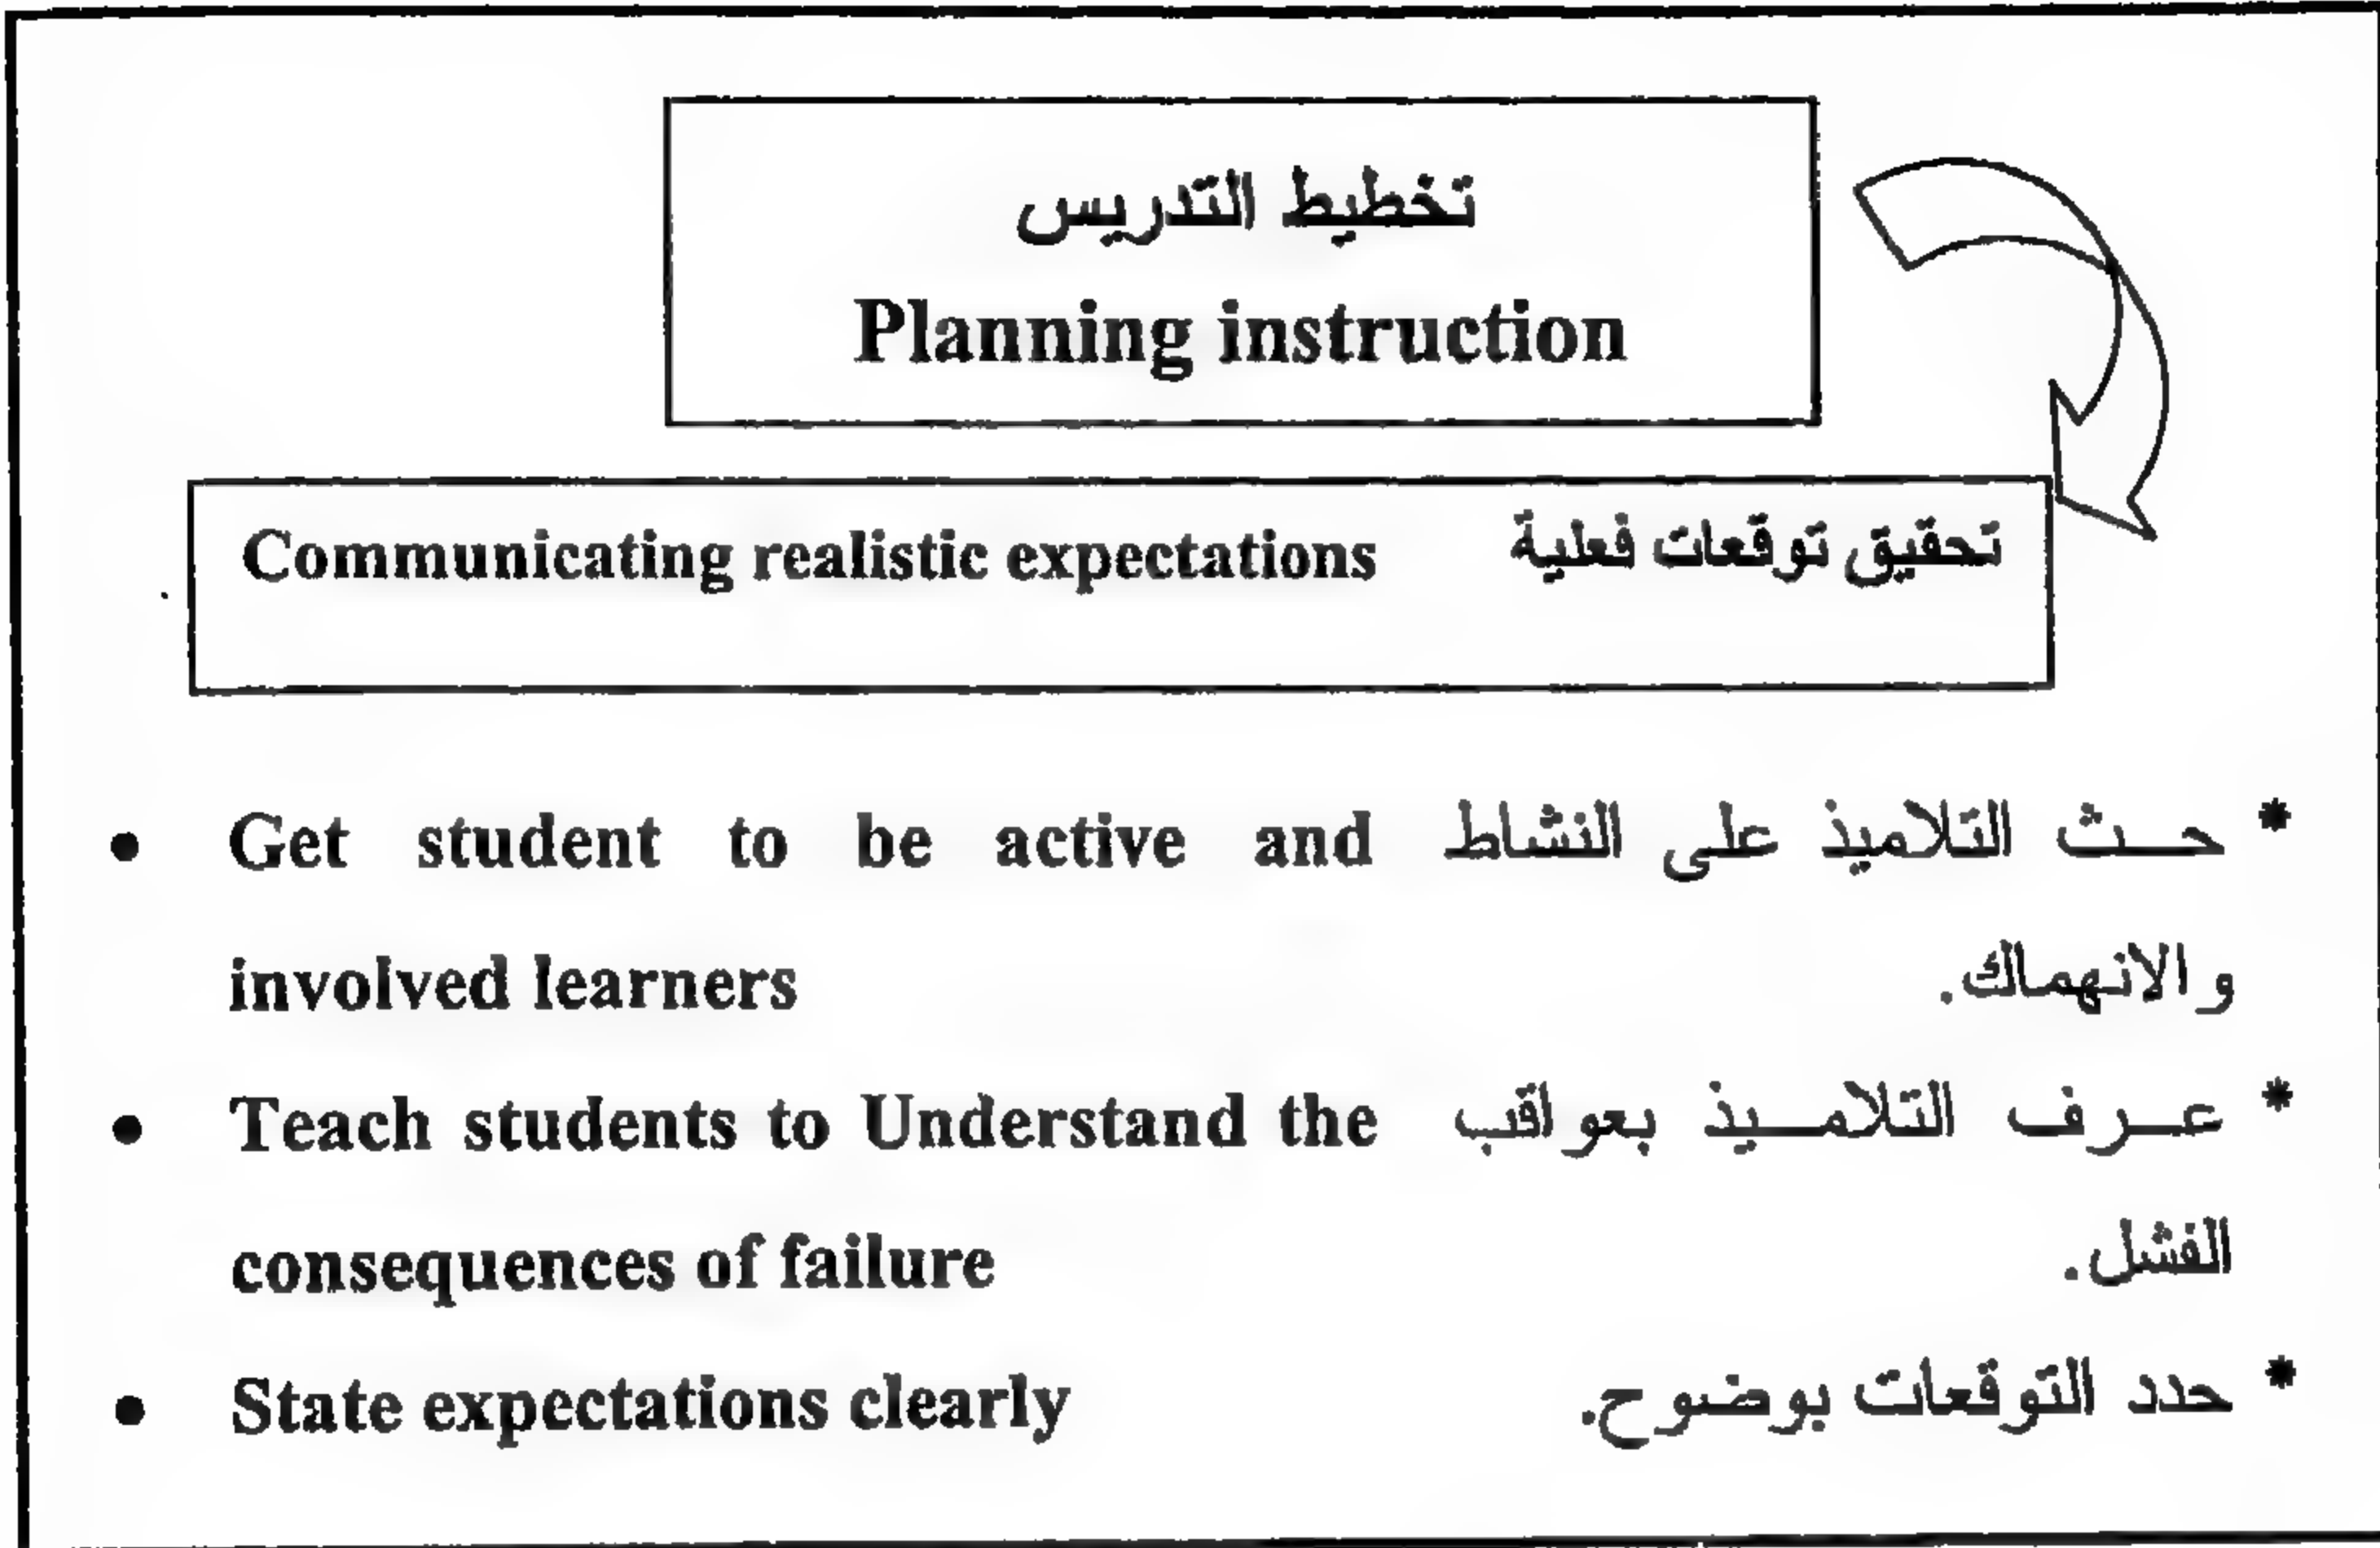 تخطيط التدريس
Planning instruction
Communicating realistic expectations تحقيق توقعات فعلية
• Get student to be active and
involved learners
* حث التلاميذ على النشاط
والانهماك.
• Teach students to Understand the
consequences of failure
* عرف التلاميذ بعواقب
الفشل.
• State expectations clearly
* حدد التوقعات بوضوح.